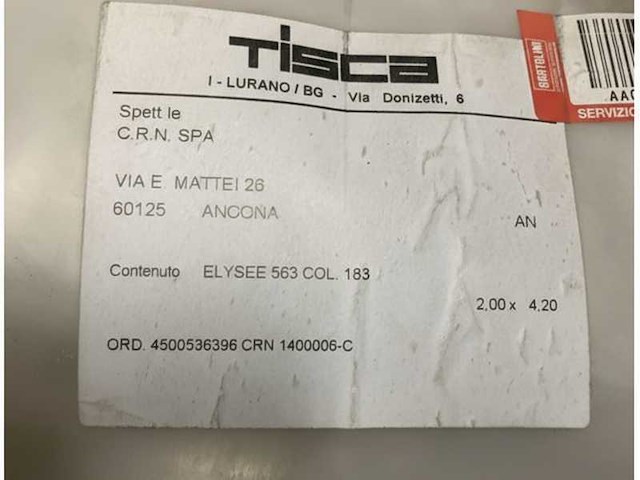 Tisca
I - LURANO / BG - Via Donizetti, 6
BARTOLINI
SERVIZIO
Spett le
C.R.N. SPA
VIA E. MATTEI 26
60125 ANCONA
AN
Contenuto ELYSEE 563 COL. 183
2,00 x 4,20
ORD. 4500536396 CRN 1400006-C